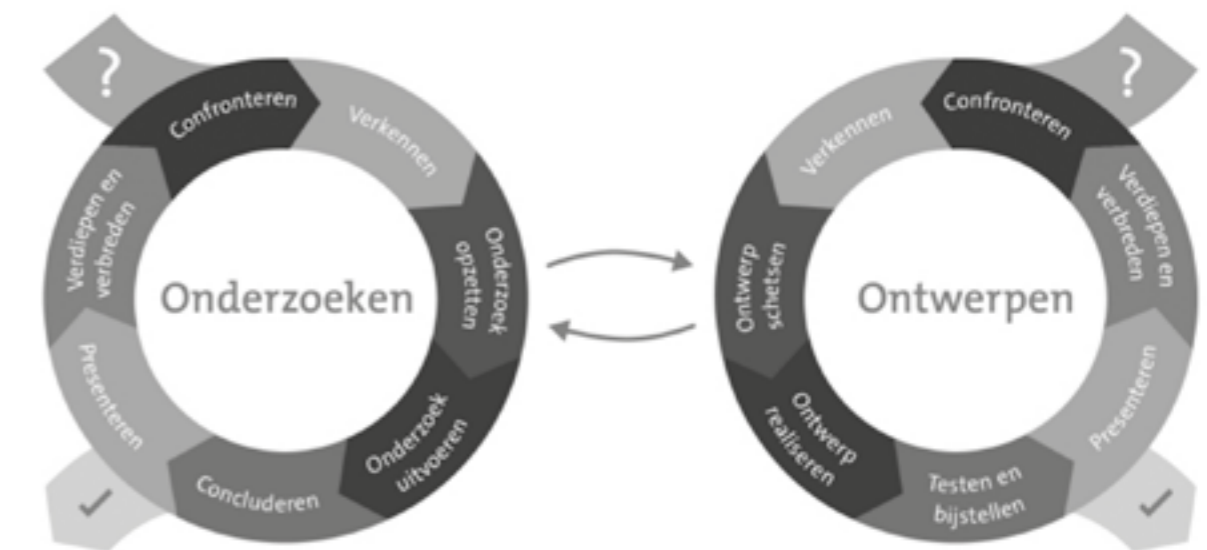 ?
Confronteren
Verkennen
Onderzoek
opzetten
Onderzoek
uitvoeren
Concluderen
Presenteren
Verdiepen en
verbreden
Onderzoeken
?
Confronteren
Verkennen
Ontwerp
schetsen
Ontwerp
realiseren
Testen en
bijstellen
Presenteren
Verdiepen en
verbreden
Ontwerpen